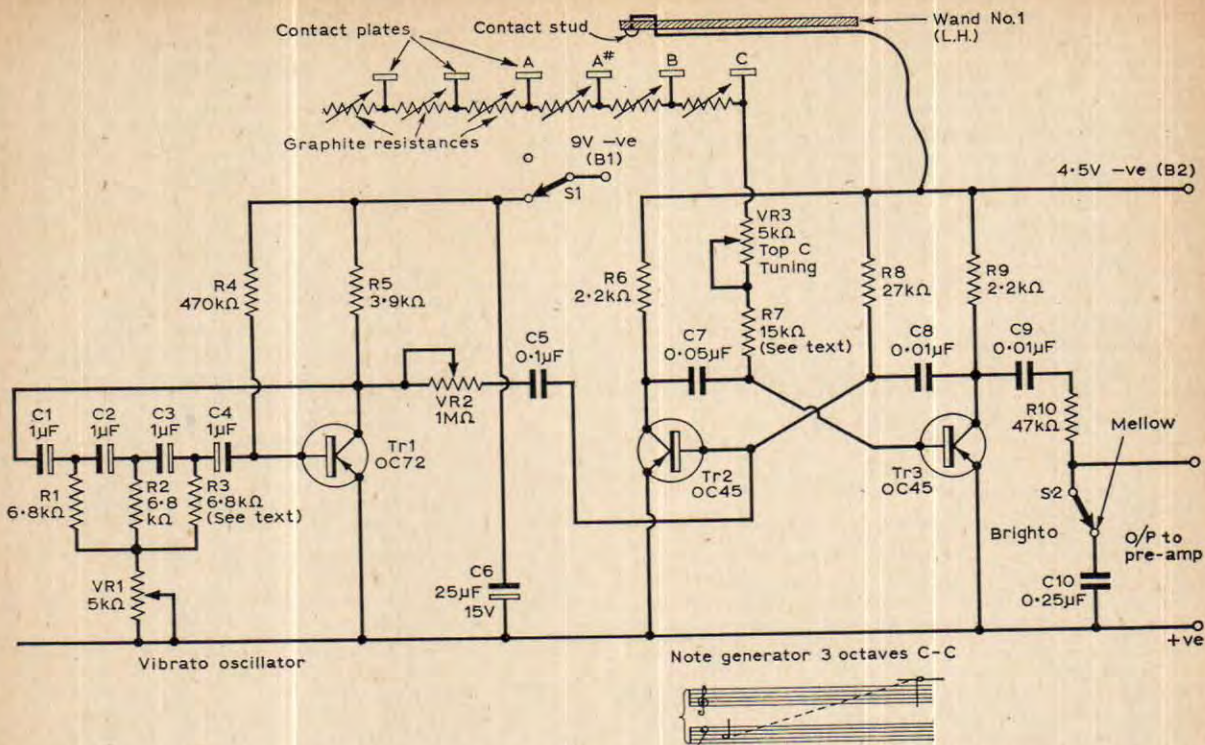 Contact plates
Contact stud
Wand No.1
(L.H.)
A
A#
B
C
Graphite resistances
9V -ve
(B1)
S1
4·5V -ve (B2)
R4
470kΩ
R5
3·9kΩ
VR3
5kΩ
Top C
Tuning
R6
2·2kΩ
R8
27kΩ
R9
2·2kΩ
C5
0·1µF
C7
0·05µF
R7
15kΩ
(See text)
C8
0·01µF
C9
0·01µF
VR2
1MΩ
R10
47kΩ
Mellow
C1
1µF
C2
1µF
C3
1µF
C4
1µF
Tr1
OC72
Tr2
OC45
Tr3
OC45
R1
6·8kΩ
R2
6·8
kΩ
R3
6·8kΩ
(See text)
S2
Brighto
O/P to
pre-amp
VR1
5kΩ
C6
25µF
15V
C10
0·25µF
+ve
Vibrato oscillator
Note generator 3 octaves C-C